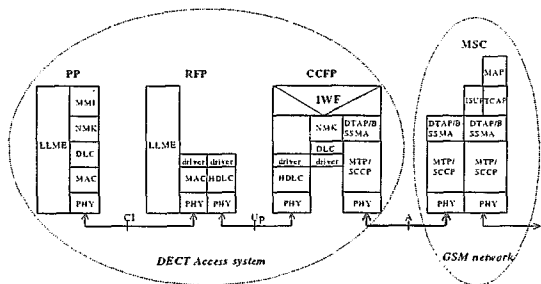 MSC
PP
RFP
CCFP
MAP
IWF
ISUP TCAP
LLME
MMI
NMK
DLC
MAC
PHY
LLME
driver driver
MAC HDLC
PHY PHY
NMK
DLC
driver driver
HDLC
PHY
DTAP/B
SSMA
MTP/
SCCP
PHY
DTAP/B DTAP/B
SSMA SSMA
MTP/ MTP/
SCCP SCCP
PHY PHY
CI
Up
A
DECT Access system
GSM network